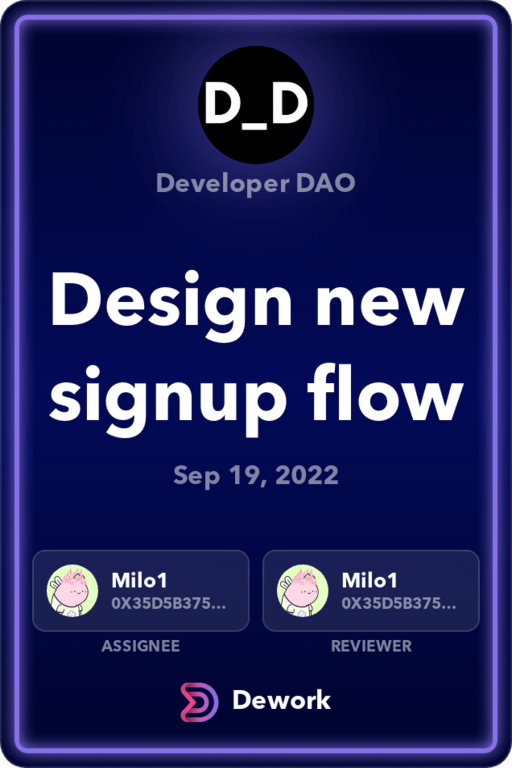 D_D
Developer DAO
Design new
signup flow
Sep 19, 2022
Milo1
0X35D5B375...
ASSIGNEE
Milo1
0X35D5B375...
REVIEWER
Dework